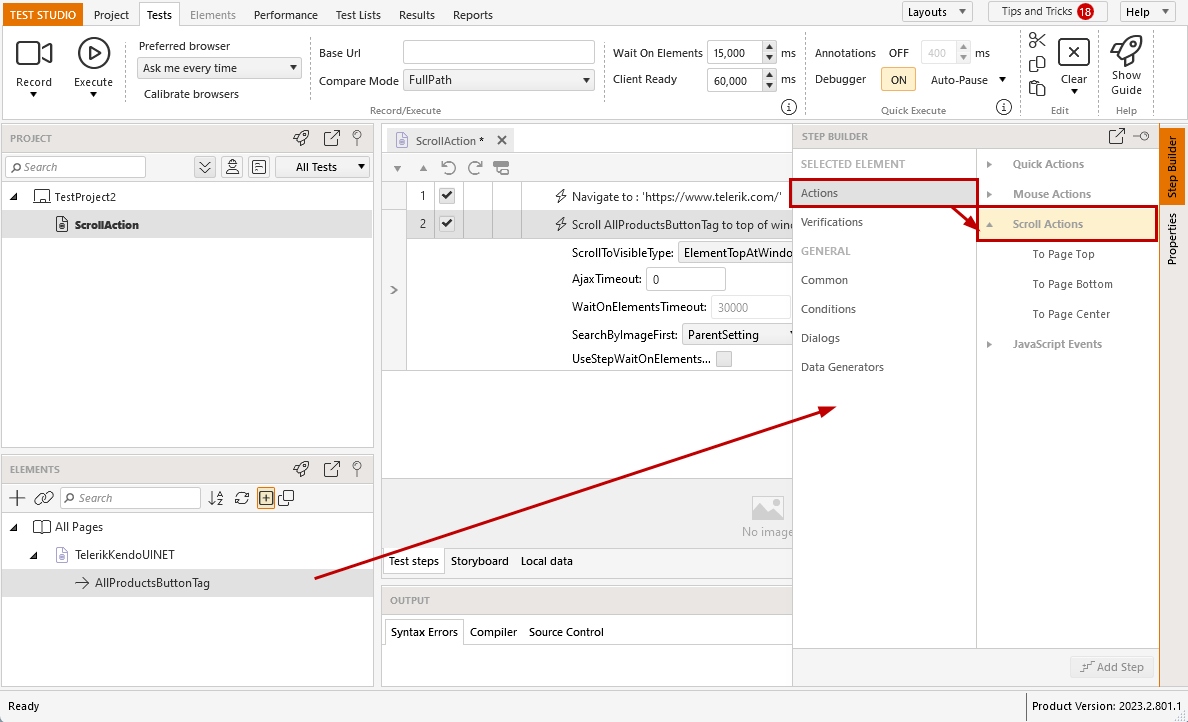 TEST STUDIO Project Tests Elements Performance Test Lists Results Reports Layouts Tips and Tricks 18 Help
Record
Execute
Preferred browser
Ask me every time
Calibrate browsers
Base Url
Compare Mode FullPath
Record/Execute
Wait On Elements 15,000 ms
Client Ready 60,000 ms
Annotations OFF 400 ms
Debugger ON Auto-Pause
Quick Execute
Clear
Edit
Show
Guide
Help
PROJECT
Search All Tests
TestProject2
ScrollAction
ELEMENTS
Search
All Pages
TelerikKendoUINET
AllProductsButtonTag
ScrollAction *
1 Navigate to : 'https://www.telerik.com/'
2 Scroll AllProductsButtonTag to top of wind
ScrollToVisibleType: ElementTopAtWindo
AjaxTimeout: 0
WaitOnElementsTimeout: 30000
SearchByImageFirst: ParentSetting
UseStepWaitOnElements...
No image
Test steps Storyboard Local data
OUTPUT
Syntax Errors Compiler Source Control
STEP BUILDER
SELECTED ELEMENT
Actions
Verifications
GENERAL
Common
Conditions
Dialogs
Data Generators
Quick Actions
Mouse Actions
Scroll Actions
To Page Top
To Page Bottom
To Page Center
JavaScript Events
Add Step
Step Builder
Properties
Ready
Product Version: 2023.2.801.1